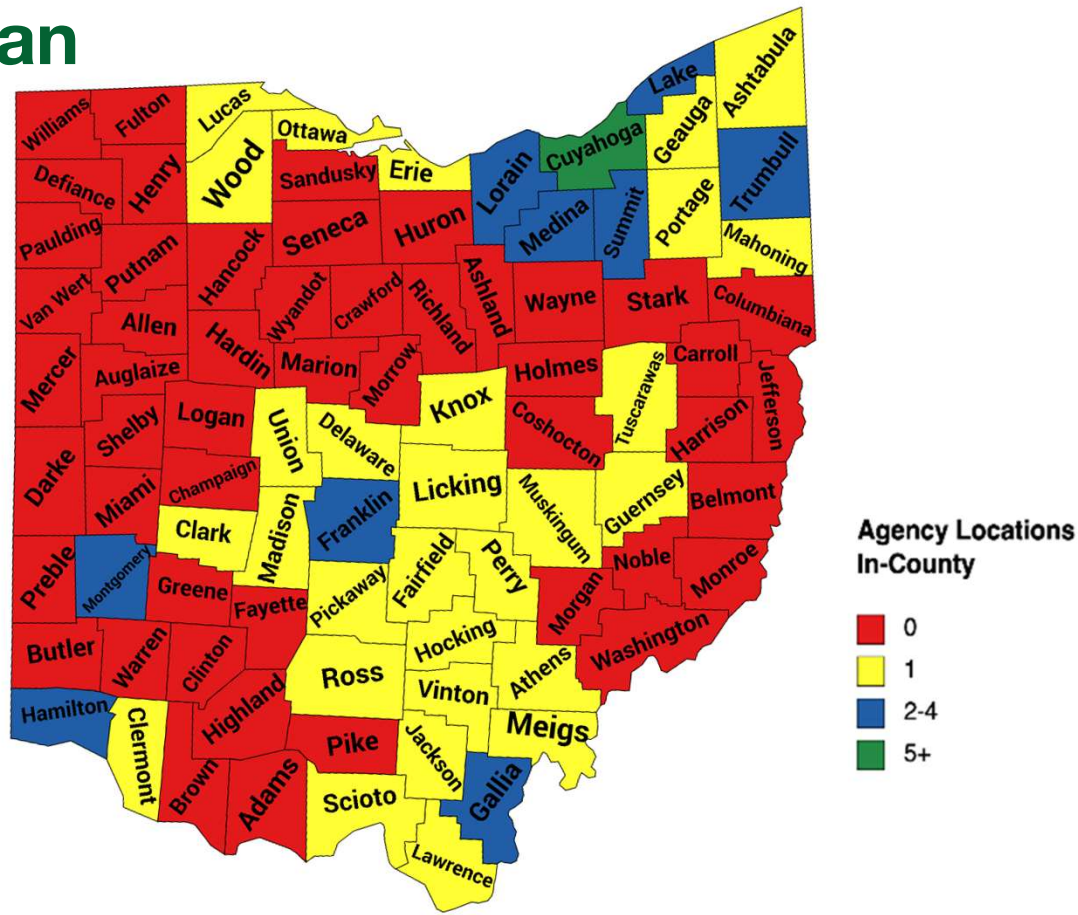 an
Williams
Fulton
Lucas
Ottawa
Lake
Ashtabula
Geauga
Cuyahoga
Trumbull
Defiance
Henry
Wood
Sandusky
Erie
Lorain
Medina
Summit
Portage
Mahoning
Paulding
Putnam
Hancock
Seneca
Huron
Ashland
Wayne
Stark
Columbiana
Van Wert
Allen
Wyandot
Crawford
Richland
Mercer
Auglaize
Hardin
Marion
Morrow
Holmes
Tuscarawas
Carroll
Jefferson
Shelby
Logan
Union
Delaware
Knox
Coshocton
Harrison
Darke
Miami
Champaign
Clark
Madison
Franklin
Licking
Muskingum
Guernsey
Belmont
Preble
Montgomery
Greene
Fayette
Pickaway
Fairfield
Perry
Morgan
Noble
Monroe
Butler
Warren
Clinton
Highland
Ross
Hocking
Vinton
Athens
Washington
Hamilton
Clermont
Brown
Adams
Pike
Scioto
Jackson
Meigs
Gallia
Lawrence
Agency Locations
In-County
0
1
2-4
5+